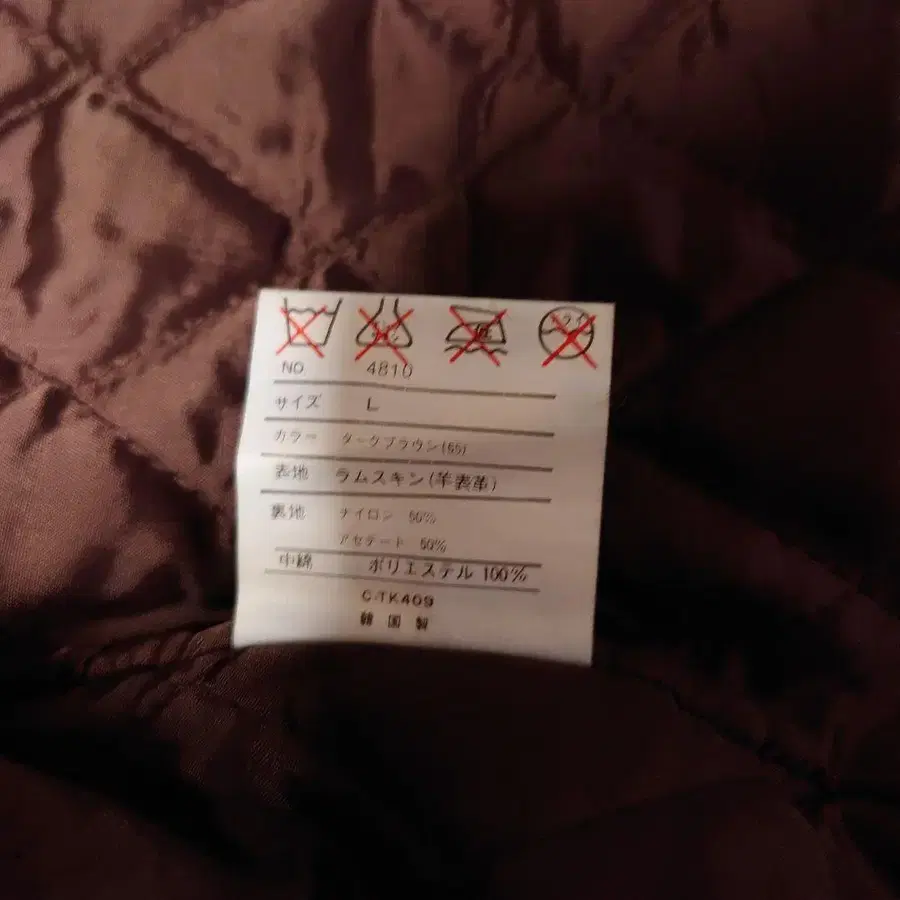 NO 4810
サイズ L
カラー ダークブラウン(65)
表地 ラムスキン(羊表革)
裏地 ナイロン 50%
アセテート 50%
中綿 ポリエステル 100%
C-TK409
韓国製